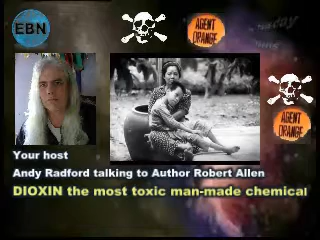 EBN
AGENT
ORANGE
AGENT
ORANGE
Your host
Andy Radford talking to Author Robert Allen
DIOXIN the most toxic man-made chemical